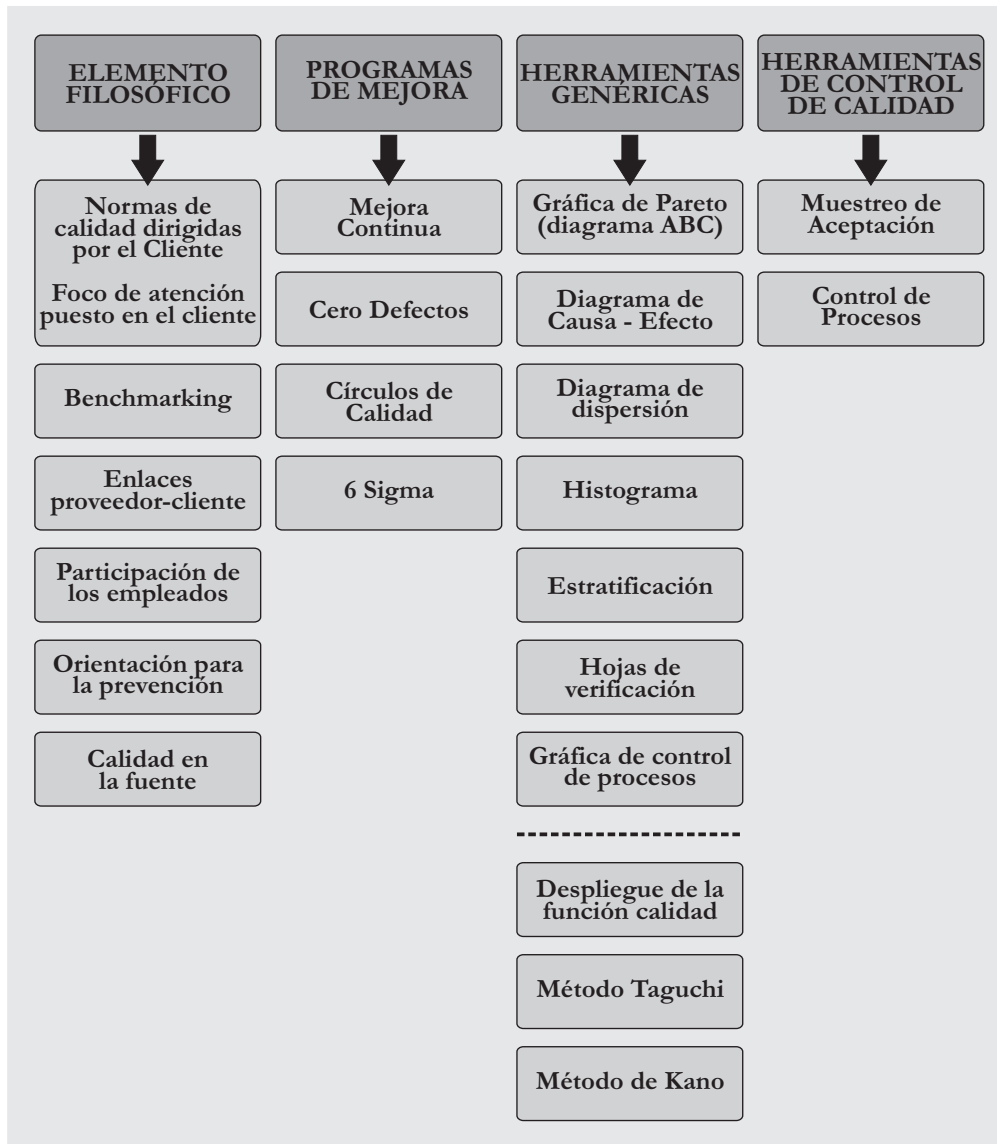 ELEMENTO
FILOSÓFICO
Normas de
calidad dirigidas
por el Cliente
Foco de atención
puesto en el cliente
Benchmarking
Enlaces
proveedor-cliente
Participación de
los empleados
Orientación para
la prevención
Calidad en
la fuente
PROGRAMAS
DE MEJORA
Mejora
Continua
Cero Defectos
Círculos de
Calidad
6 Sigma
HERRAMIENTAS
GENÉRICAS
Gráfica de Pareto
(diagrama ABC)
Diagrama de
Causa - Efecto
Diagrama de
dispersión
Histograma
Estratificación
Hojas de
verificación
Gráfica de control
de procesos
Despliegue de la
función calidad
Método Taguchi
Método de Kano
HERRAMIENTAS
DE CONTROL
DE CALIDAD
Muestreo de
Aceptación
Control de
Procesos